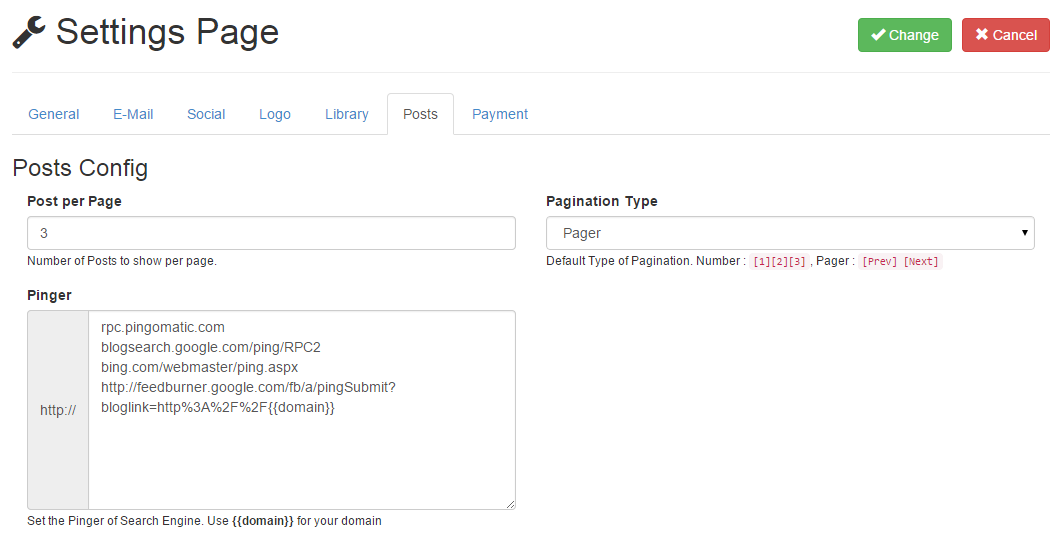 Settings Page
Change
Cancel
General
E-Mail
Social
Logo
Library
Posts
Payment
Posts Config
Post per Page
3
Number of Posts to show per page.
Pagination Type
Pager
Default Type of Pagination. Number : [1][2][3] , Pager : [Prev] [Next]
Pinger
http://
rpc.pingomatic.com
blogsearch.google.com/ping/RPC2
bing.com/webmaster/ping.aspx
http://feedburner.google.com/fb/a/pingSubmit?
bloglink=http%3A%2F%2F{{domain}}
Set the Pinger of Search Engine. Use {{domain}} for your domain